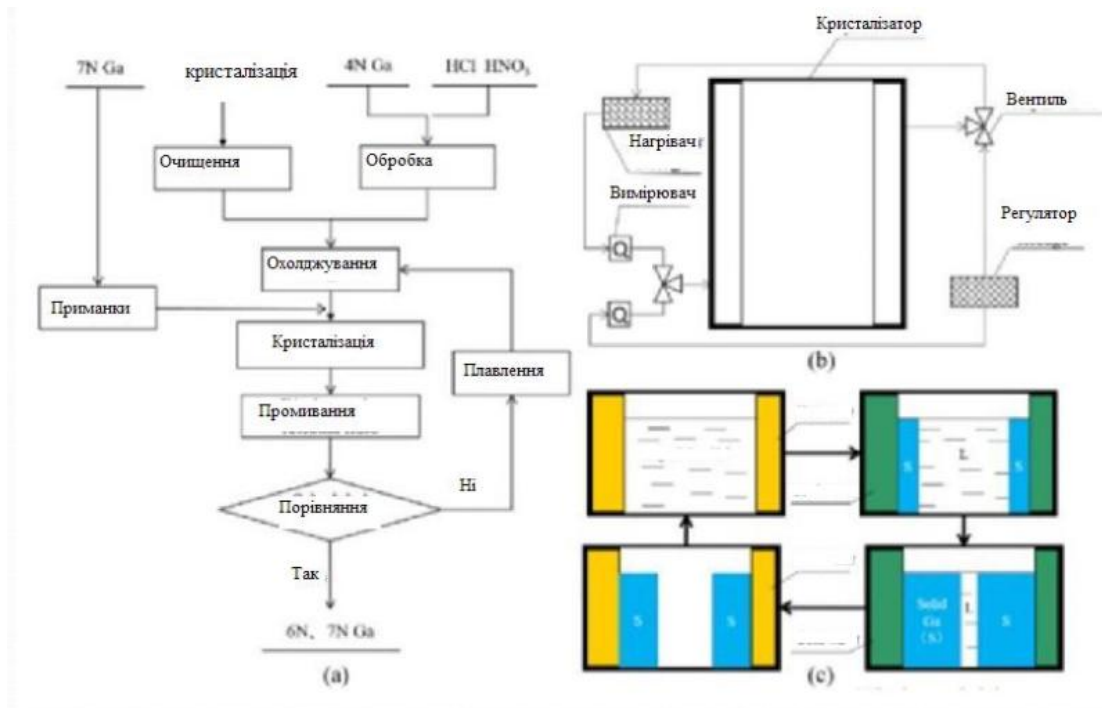 7N Ga
кристалізація
4N Ga
HCl HNO₃
Очищення
Обробка
Охолджування
Приманки
Кристалізація
Плавлення
Промивання
Порівняння
Ні
Так
6N、7N Ga
(a)
Кристалізатор
Вентиль
Нагрівач
Вимірювач
Регулятор
Q
Q
(b)
S
L
S
S
S
Solid
Ga
(S)
L
S
(c)